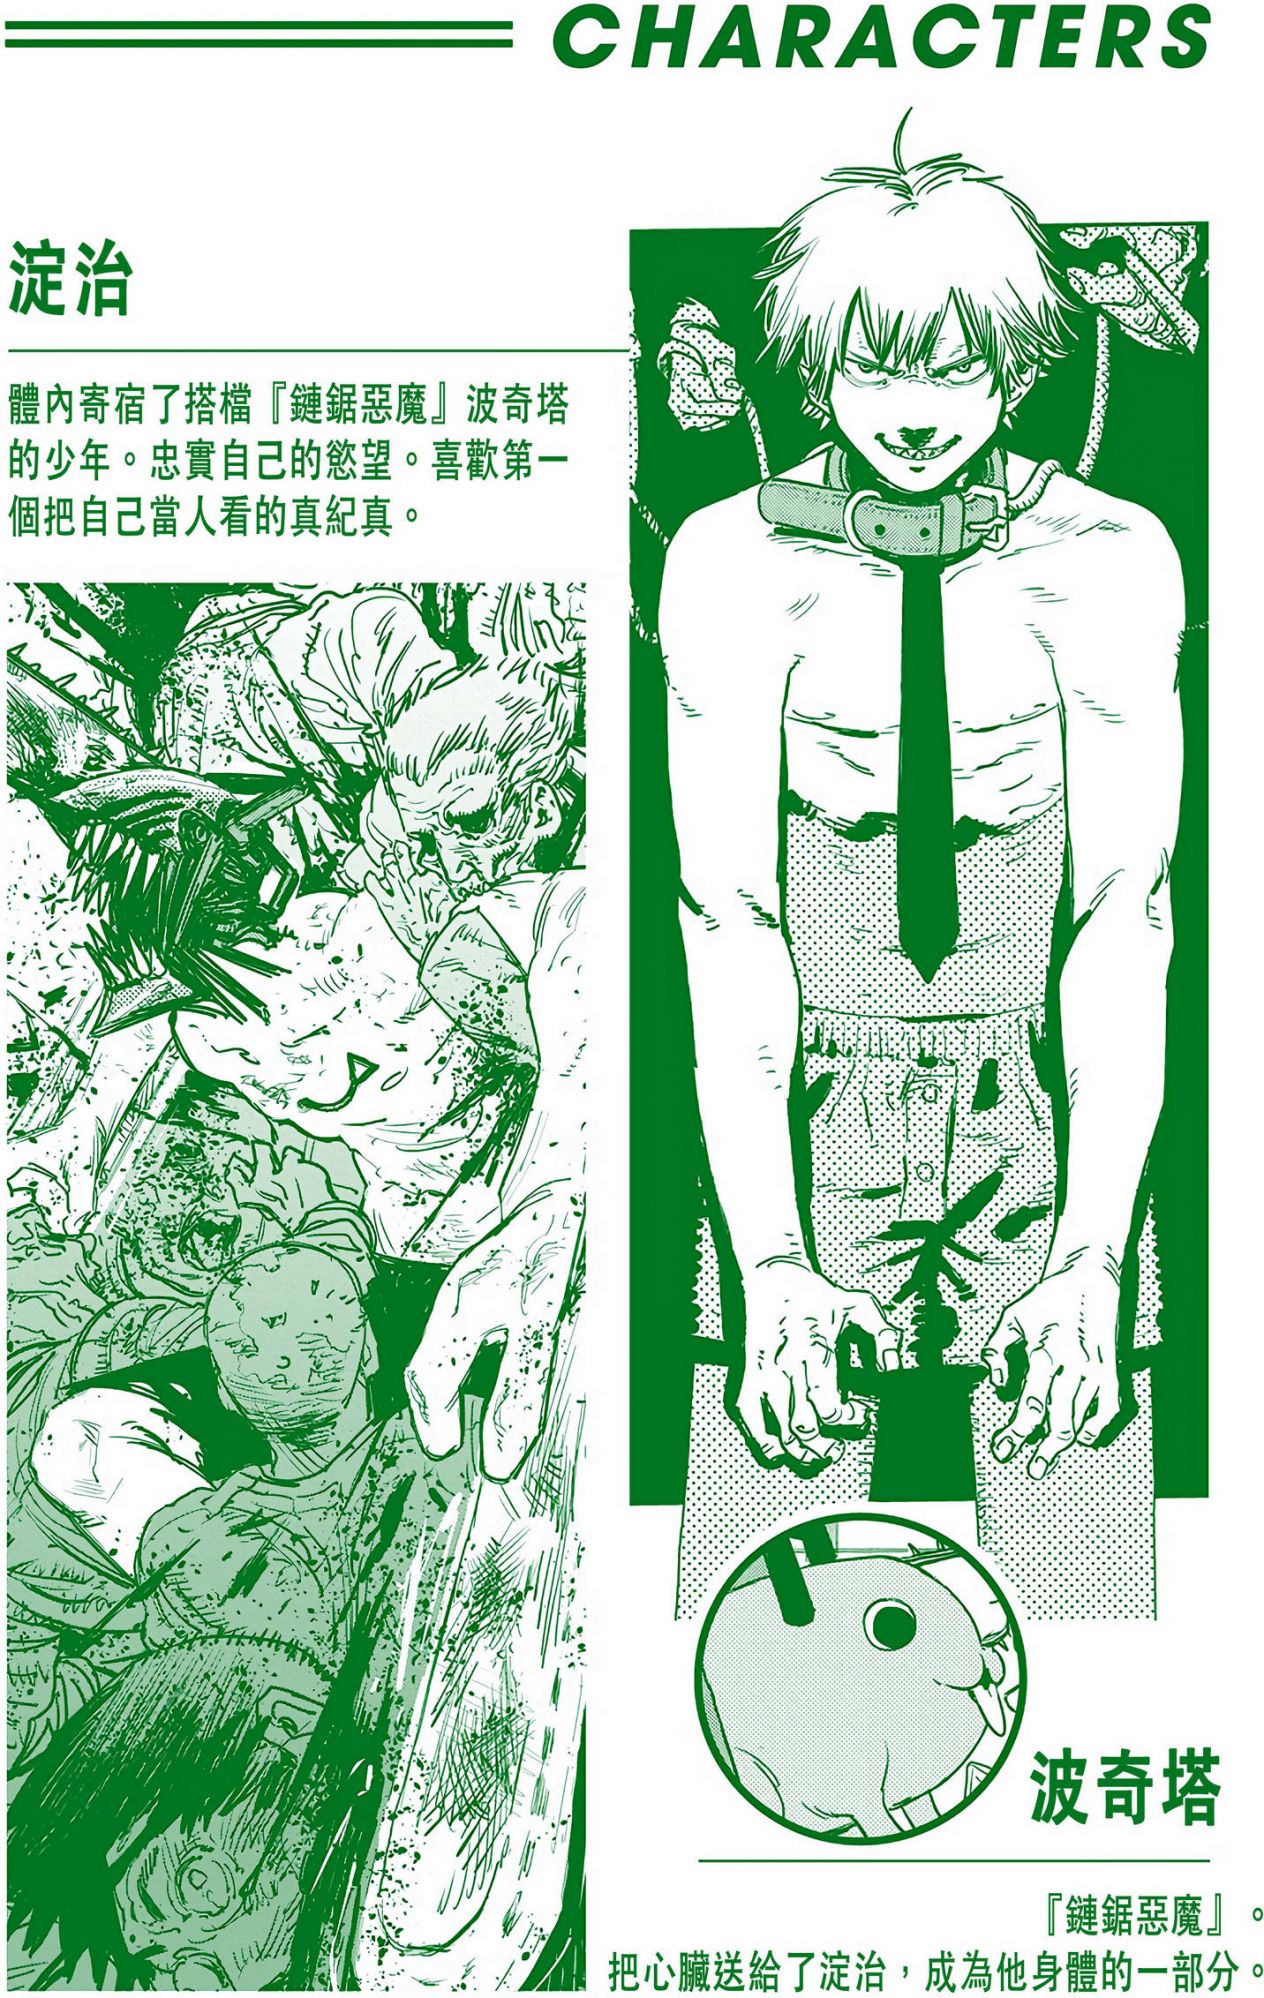 CHARACTERS
淀治
體內寄宿了搭檔『鏈鋸惡魔』波奇塔
的少年。忠實自己的慾望。喜歡第一
個把自己當人看的真紀真。
波奇塔
『鏈鋸惡魔』。
把心臟送給了淀治，成為他身體的一部分。